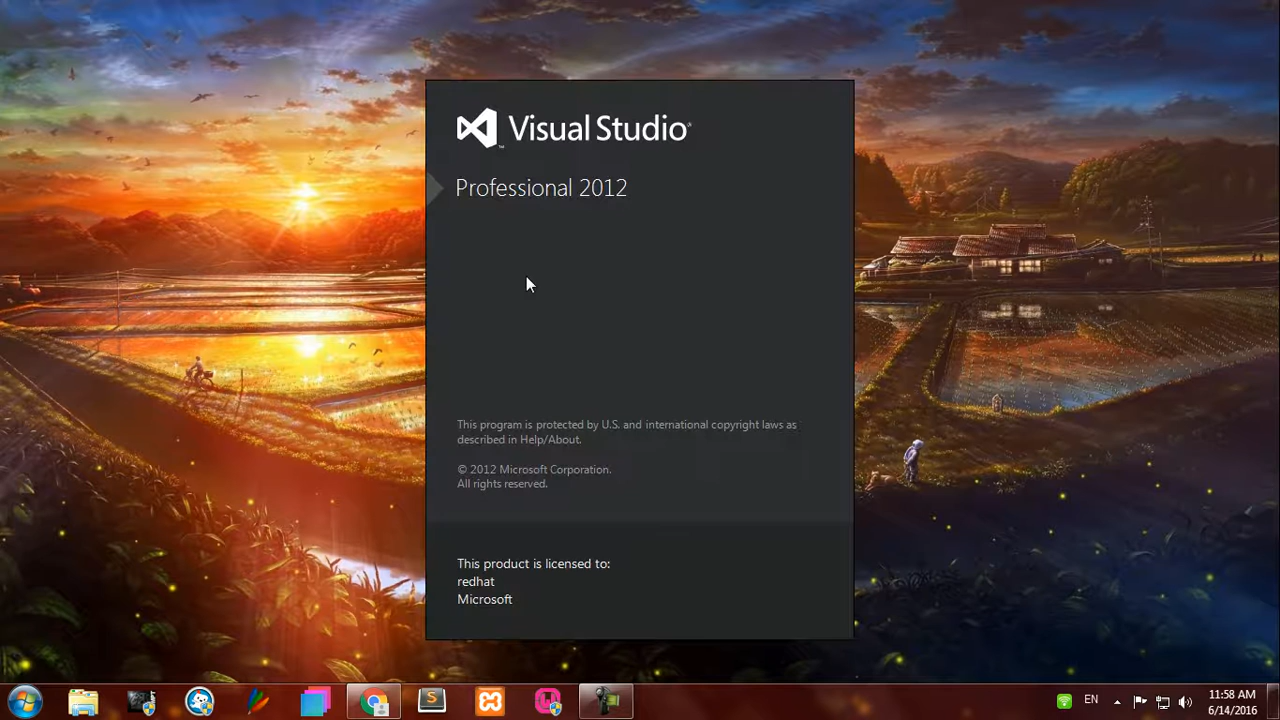 Visual Studio
Professional 2012
This program is protected by U.S. and international copyright laws as
described in Help/About.
© 2012 Microsoft Corporation.
All rights reserved.
This product is licensed to:
redhat
Microsoft
EN
11:58 AM
6/14/2016